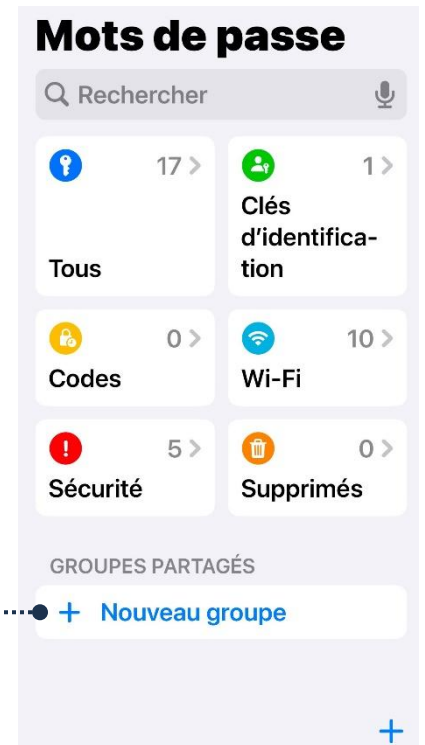 Mots de passe
Rechercher
17
1
Tous
Clés
d'identifica-
tion
0
10
Codes
Wi-Fi
5
0
Sécurité
Supprimés
GROUPES PARTAGÉS
+ Nouveau groupe
+